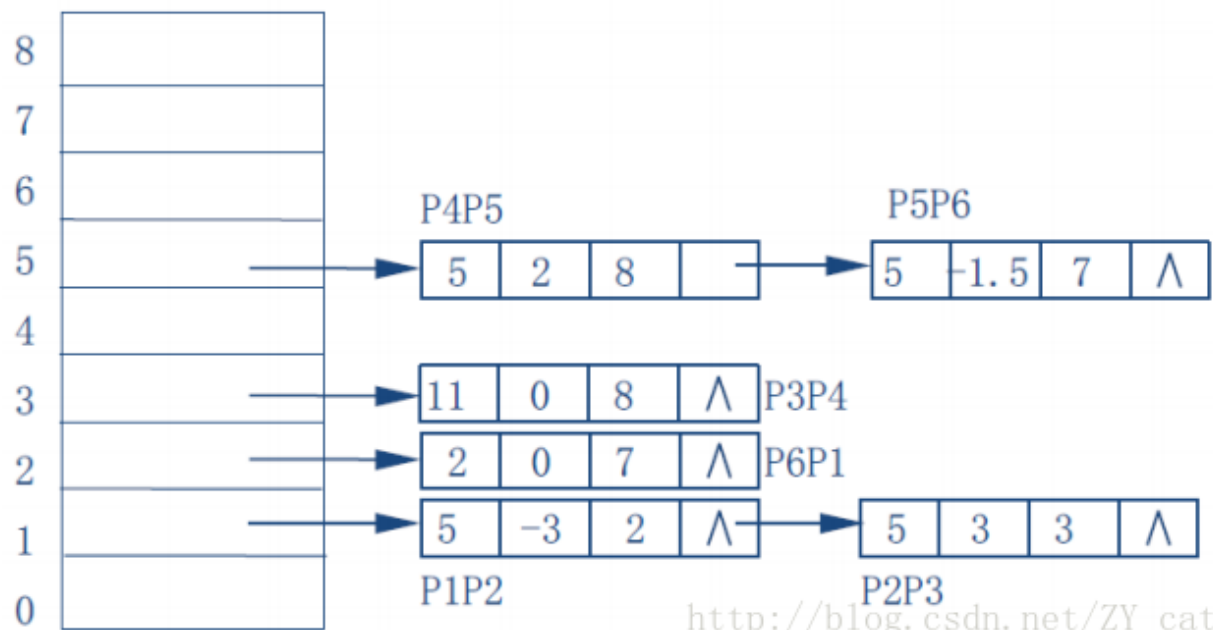 8
7
6
P4P5 P5P6
5 5 2 8 5 -1.5 7 Λ
4
3 11 0 8 Λ P3P4
2 2 0 7 Λ P6P1
1 5 -3 2 Λ 5 3 3 Λ
P1P2 P2P3
0
http://blog.csdn.net/ZY_cat